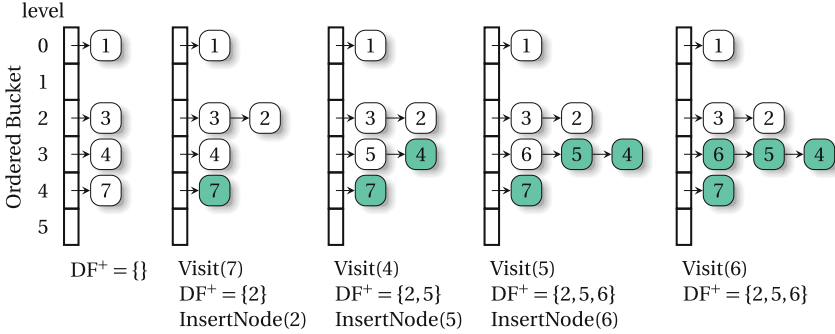 level
Ordered Bucket
0 1 1 1 1 1
1
2 3 3 2 3 2 3 2 3 2
3 4 4 5 4 6 5 4 6 5 4
4 7 7 7 7 7
5
DF+ = {} Visit(7) Visit(4) Visit(5) Visit(6)
DF+ = {2} DF+ = {2,5} DF+ = {2,5,6} DF+ = {2,5,6}
InsertNode(2) InsertNode(5) InsertNode(6)